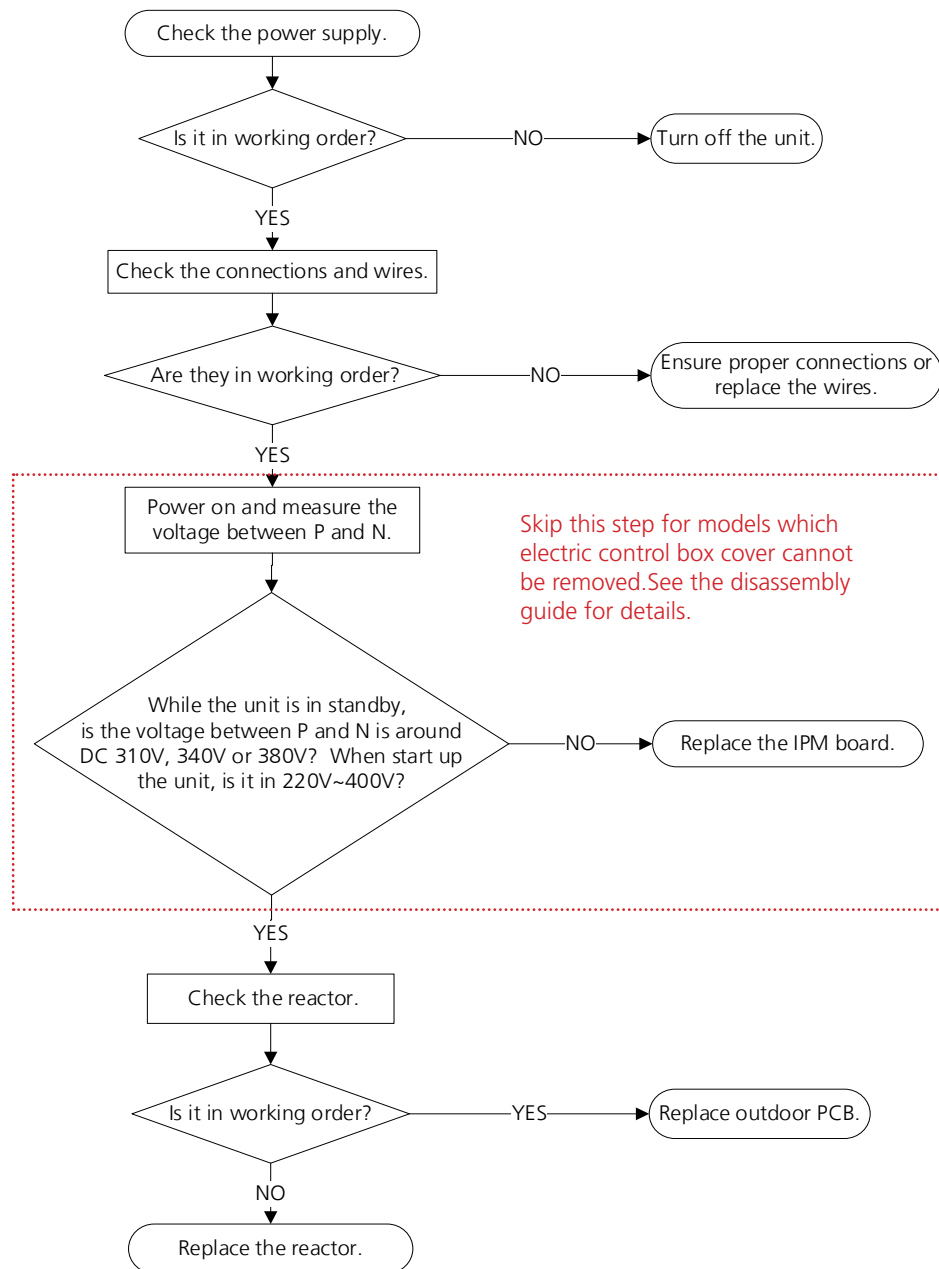 Check the power supply.
Is it in working order?
NO
Turn off the unit.
YES
Check the connections and wires.
Are they in working order?
NO
Ensure proper connections or
replace the wires.
YES
Power on and measure the
voltage between P and N.
Skip this step for models which
electric control box cover cannot
be removed.See the disassembly
guide for details.
While the unit is in standby,
is the voltage between P and N is around
DC 310V, 340V or 380V? When start up
the unit, is it in 220V~400V?
NO
Replace the IPM board.
YES
Check the reactor.
Is it in working order?
YES
Replace outdoor PCB.
NO
Replace the reactor.